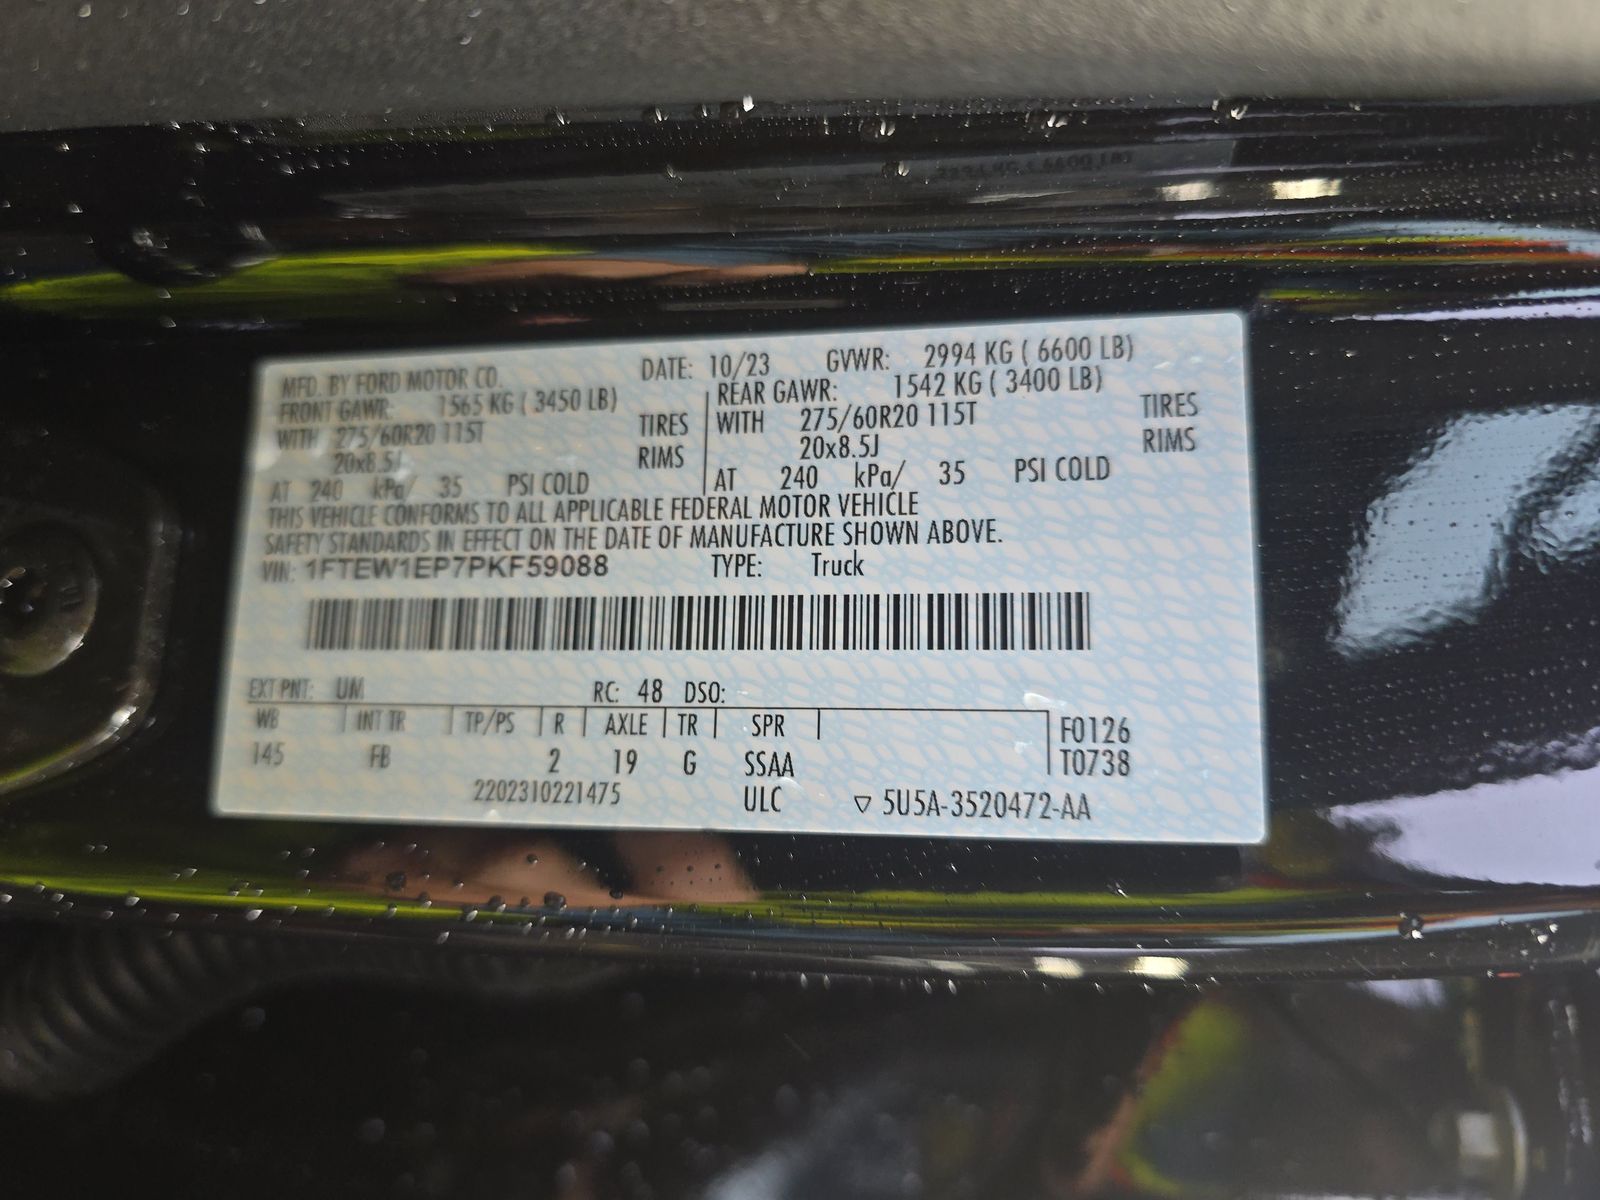 MFD. BY FORD MOTOR CO. DATE: 10/23 GVWR: 2994 KG ( 6600 LB)
FRONT GAWR: 1565 KG ( 3450 LB) REAR GAWR: 1542 KG ( 3400 LB)
WITH 275/60R20 115T TIRES WITH 275/60R20 115T TIRES
20x8.5J RIMS 20x8.5J RIMS
AT 240 kPa/ 35 PSI COLD AT 240 kPa/ 35 PSI COLD
THIS VEHICLE CONFORMS TO ALL APPLICABLE FEDERAL MOTOR VEHICLE
SAFETY STANDARDS IN EFFECT ON THE DATE OF MANUFACTURE SHOWN ABOVE.
VIN: 1FTEW1EP7PKF59088 TYPE: Truck
EXT PNT: UM RC: 48 DSO:
WB INT TR TP/PS R AXLE TR SPR F0126
145 FB 2 19 G SSAA T0738
2202310221475 ULC ▽ 5U5A-3520472-AA